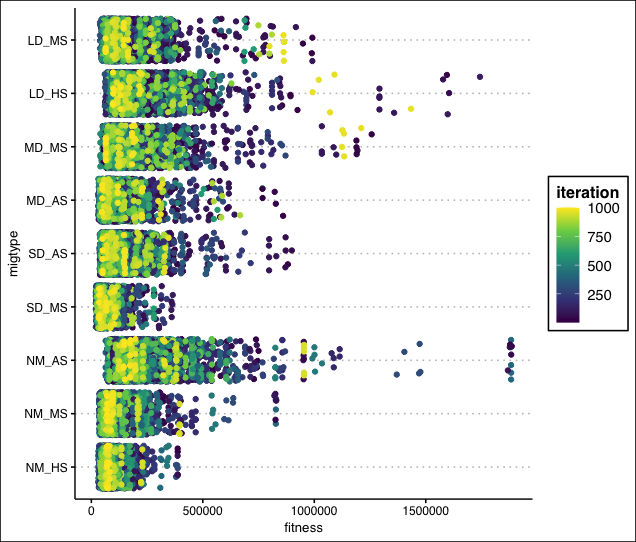 LD_MS
LD_HS
MD_MS
MD_AS
SD_AS
SD_MS
NM_AS
NM_MS
NM_HS
migtype
0
500000
1000000
1500000
fitness
iteration
1000
750
500
250